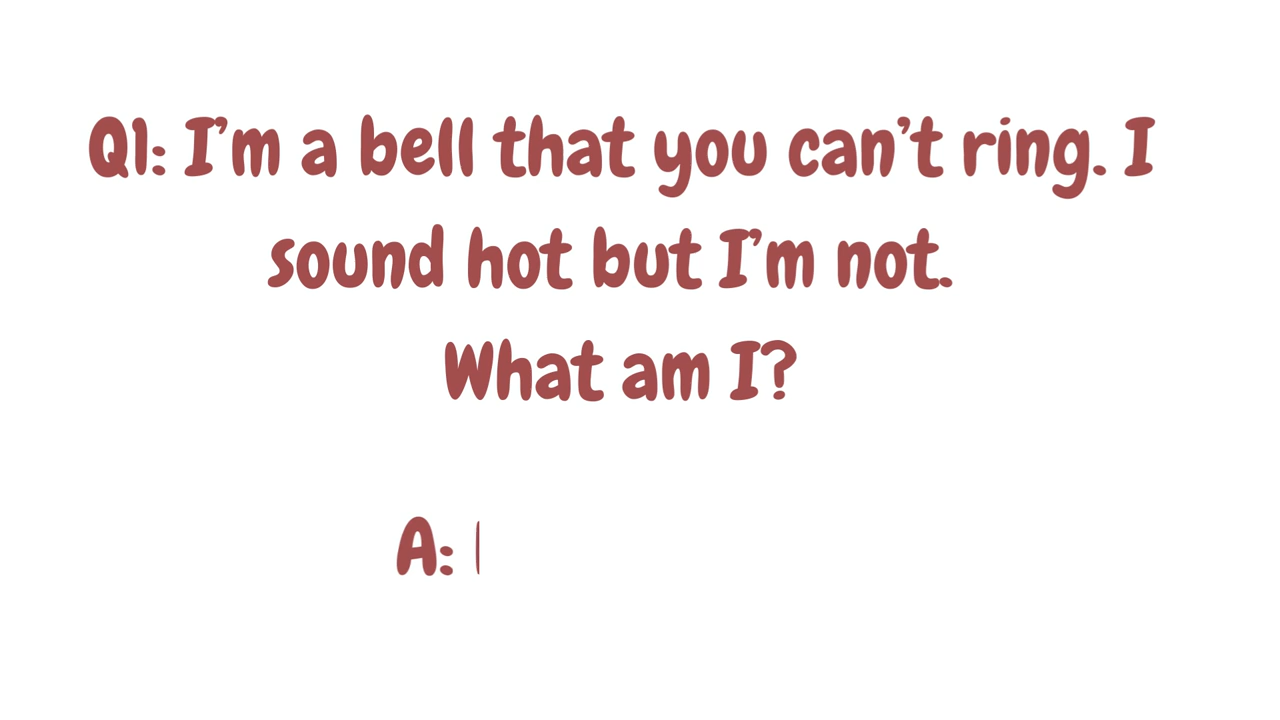 Q1: I'm a bell that you can't ring. I
sound hot but I'm not.
What am I?
A: